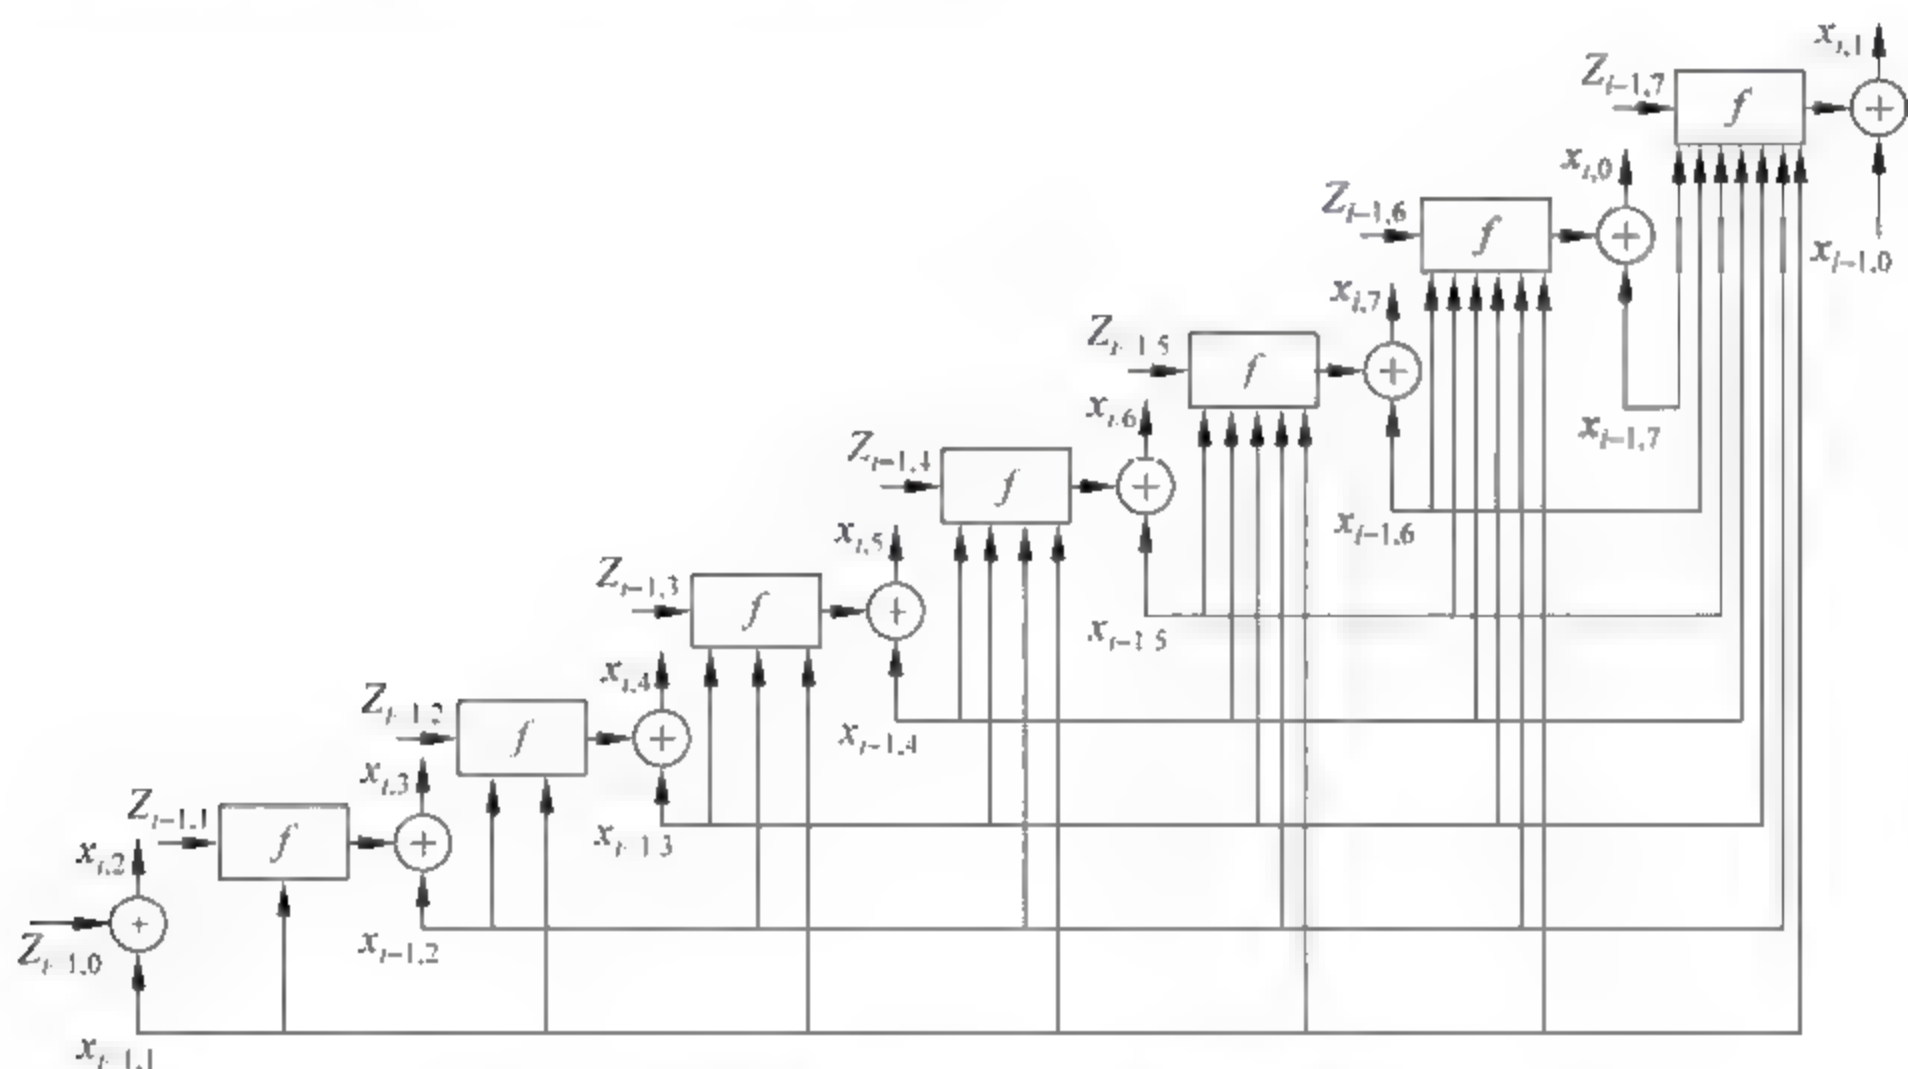 x_{i,1}
Z_{i-1,7}
f
+
x_{i,0}
Z_{i-1,6}
f
+
x_{i-1,0}
x_{i,7}
Z_{i-1,5}
f
+
x_{i-1,7}
x_{i,6}
Z_{i-1,4}
f
+
x_{i-1,6}
x_{i,5}
Z_{i-1,3}
f
+
x_{i-1,5}
x_{i,4}
Z_{i-1,2}
f
+
x_{i-1,4}
x_{i,3}
Z_{i-1,1}
f
+
x_{i-1,3}
x_{i,2}
+
Z_{i-1,0}
x_{i-1,2}
x_{i-1,1}